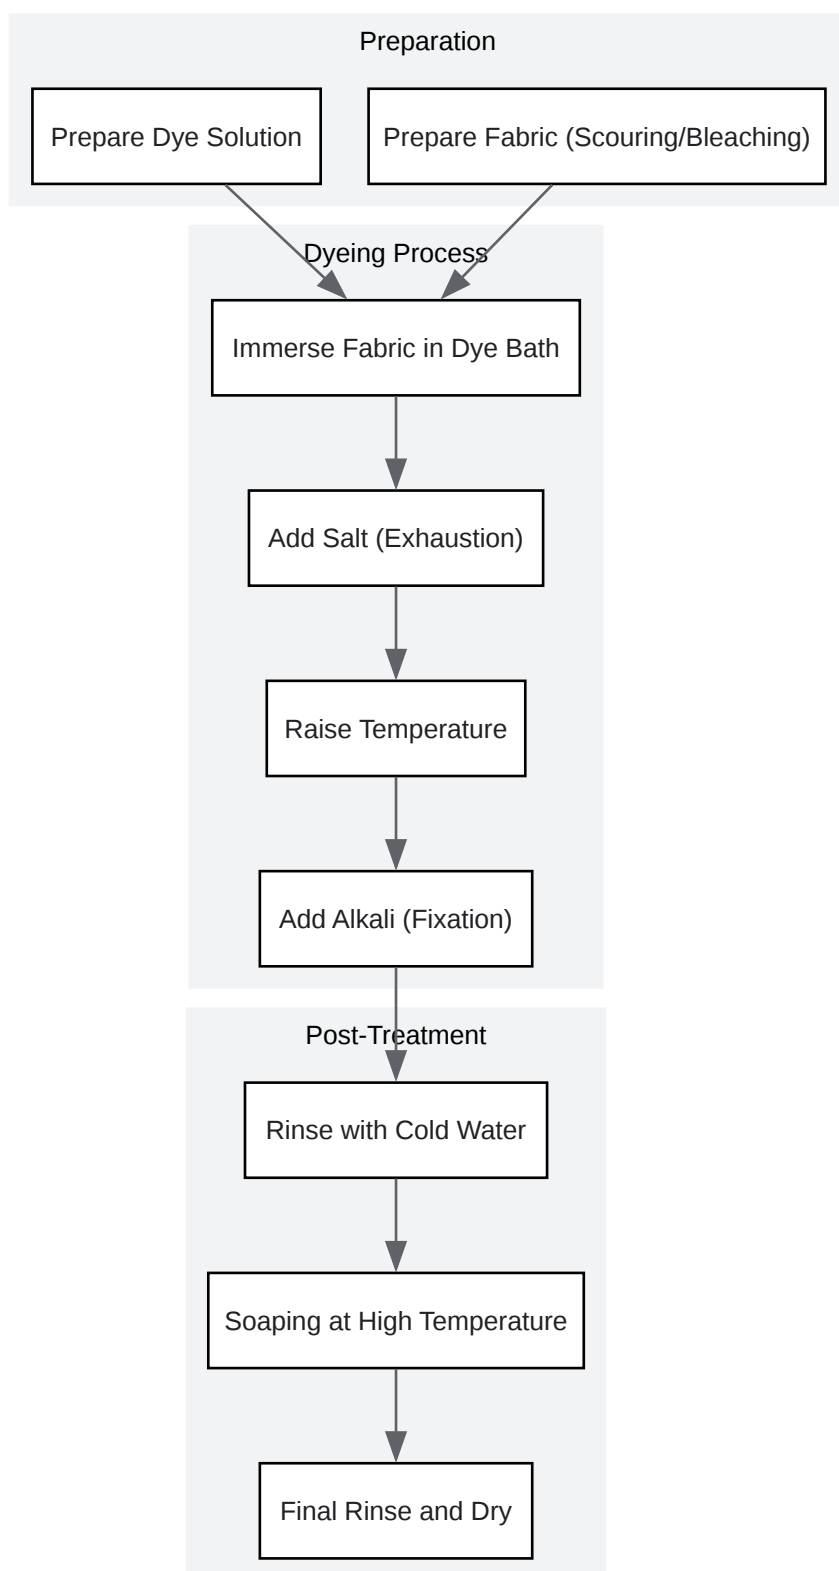 Preparation
Prepare Dye Solution
Prepare Fabric (Scouring/Bleaching)
Dyeing Process
Immerse Fabric in Dye Bath
Add Salt (Exhaustion)
Raise Temperature
Add Alkali (Fixation)
Post-Treatment
Rinse with Cold Water
Soaping at High Temperature
Final Rinse and Dry